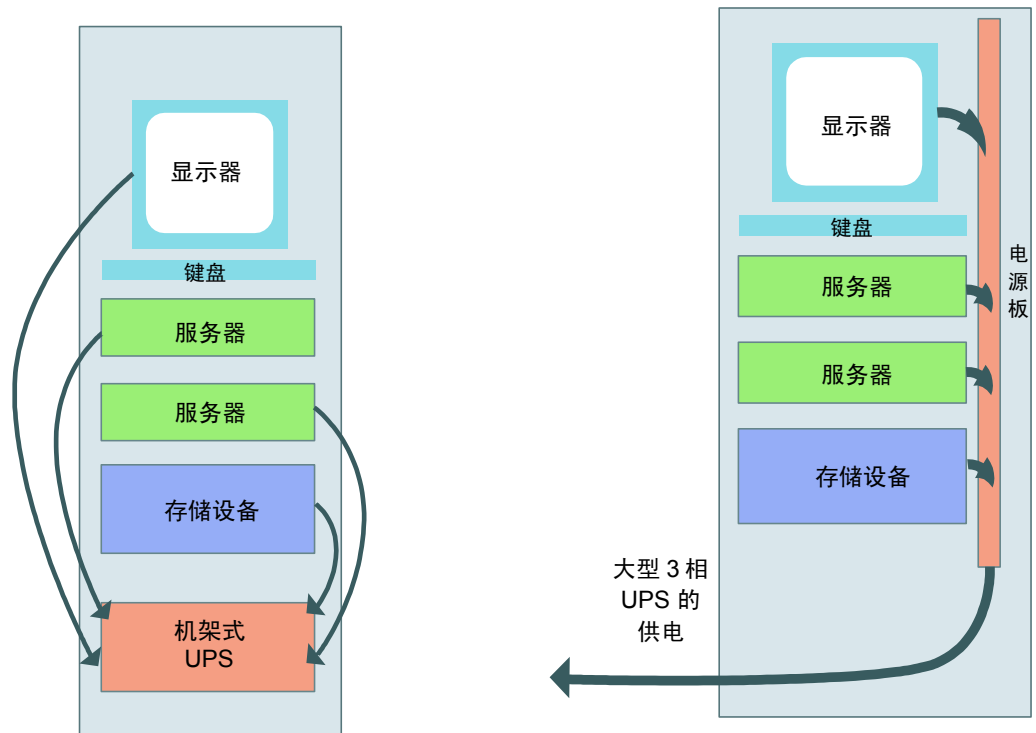 显示器
键盘
服务器
服务器
存储设备
机架式
UPS
显示器
键盘
服务器
服务器
存储设备
电
源
板
大型 3 相
UPS 的
供电